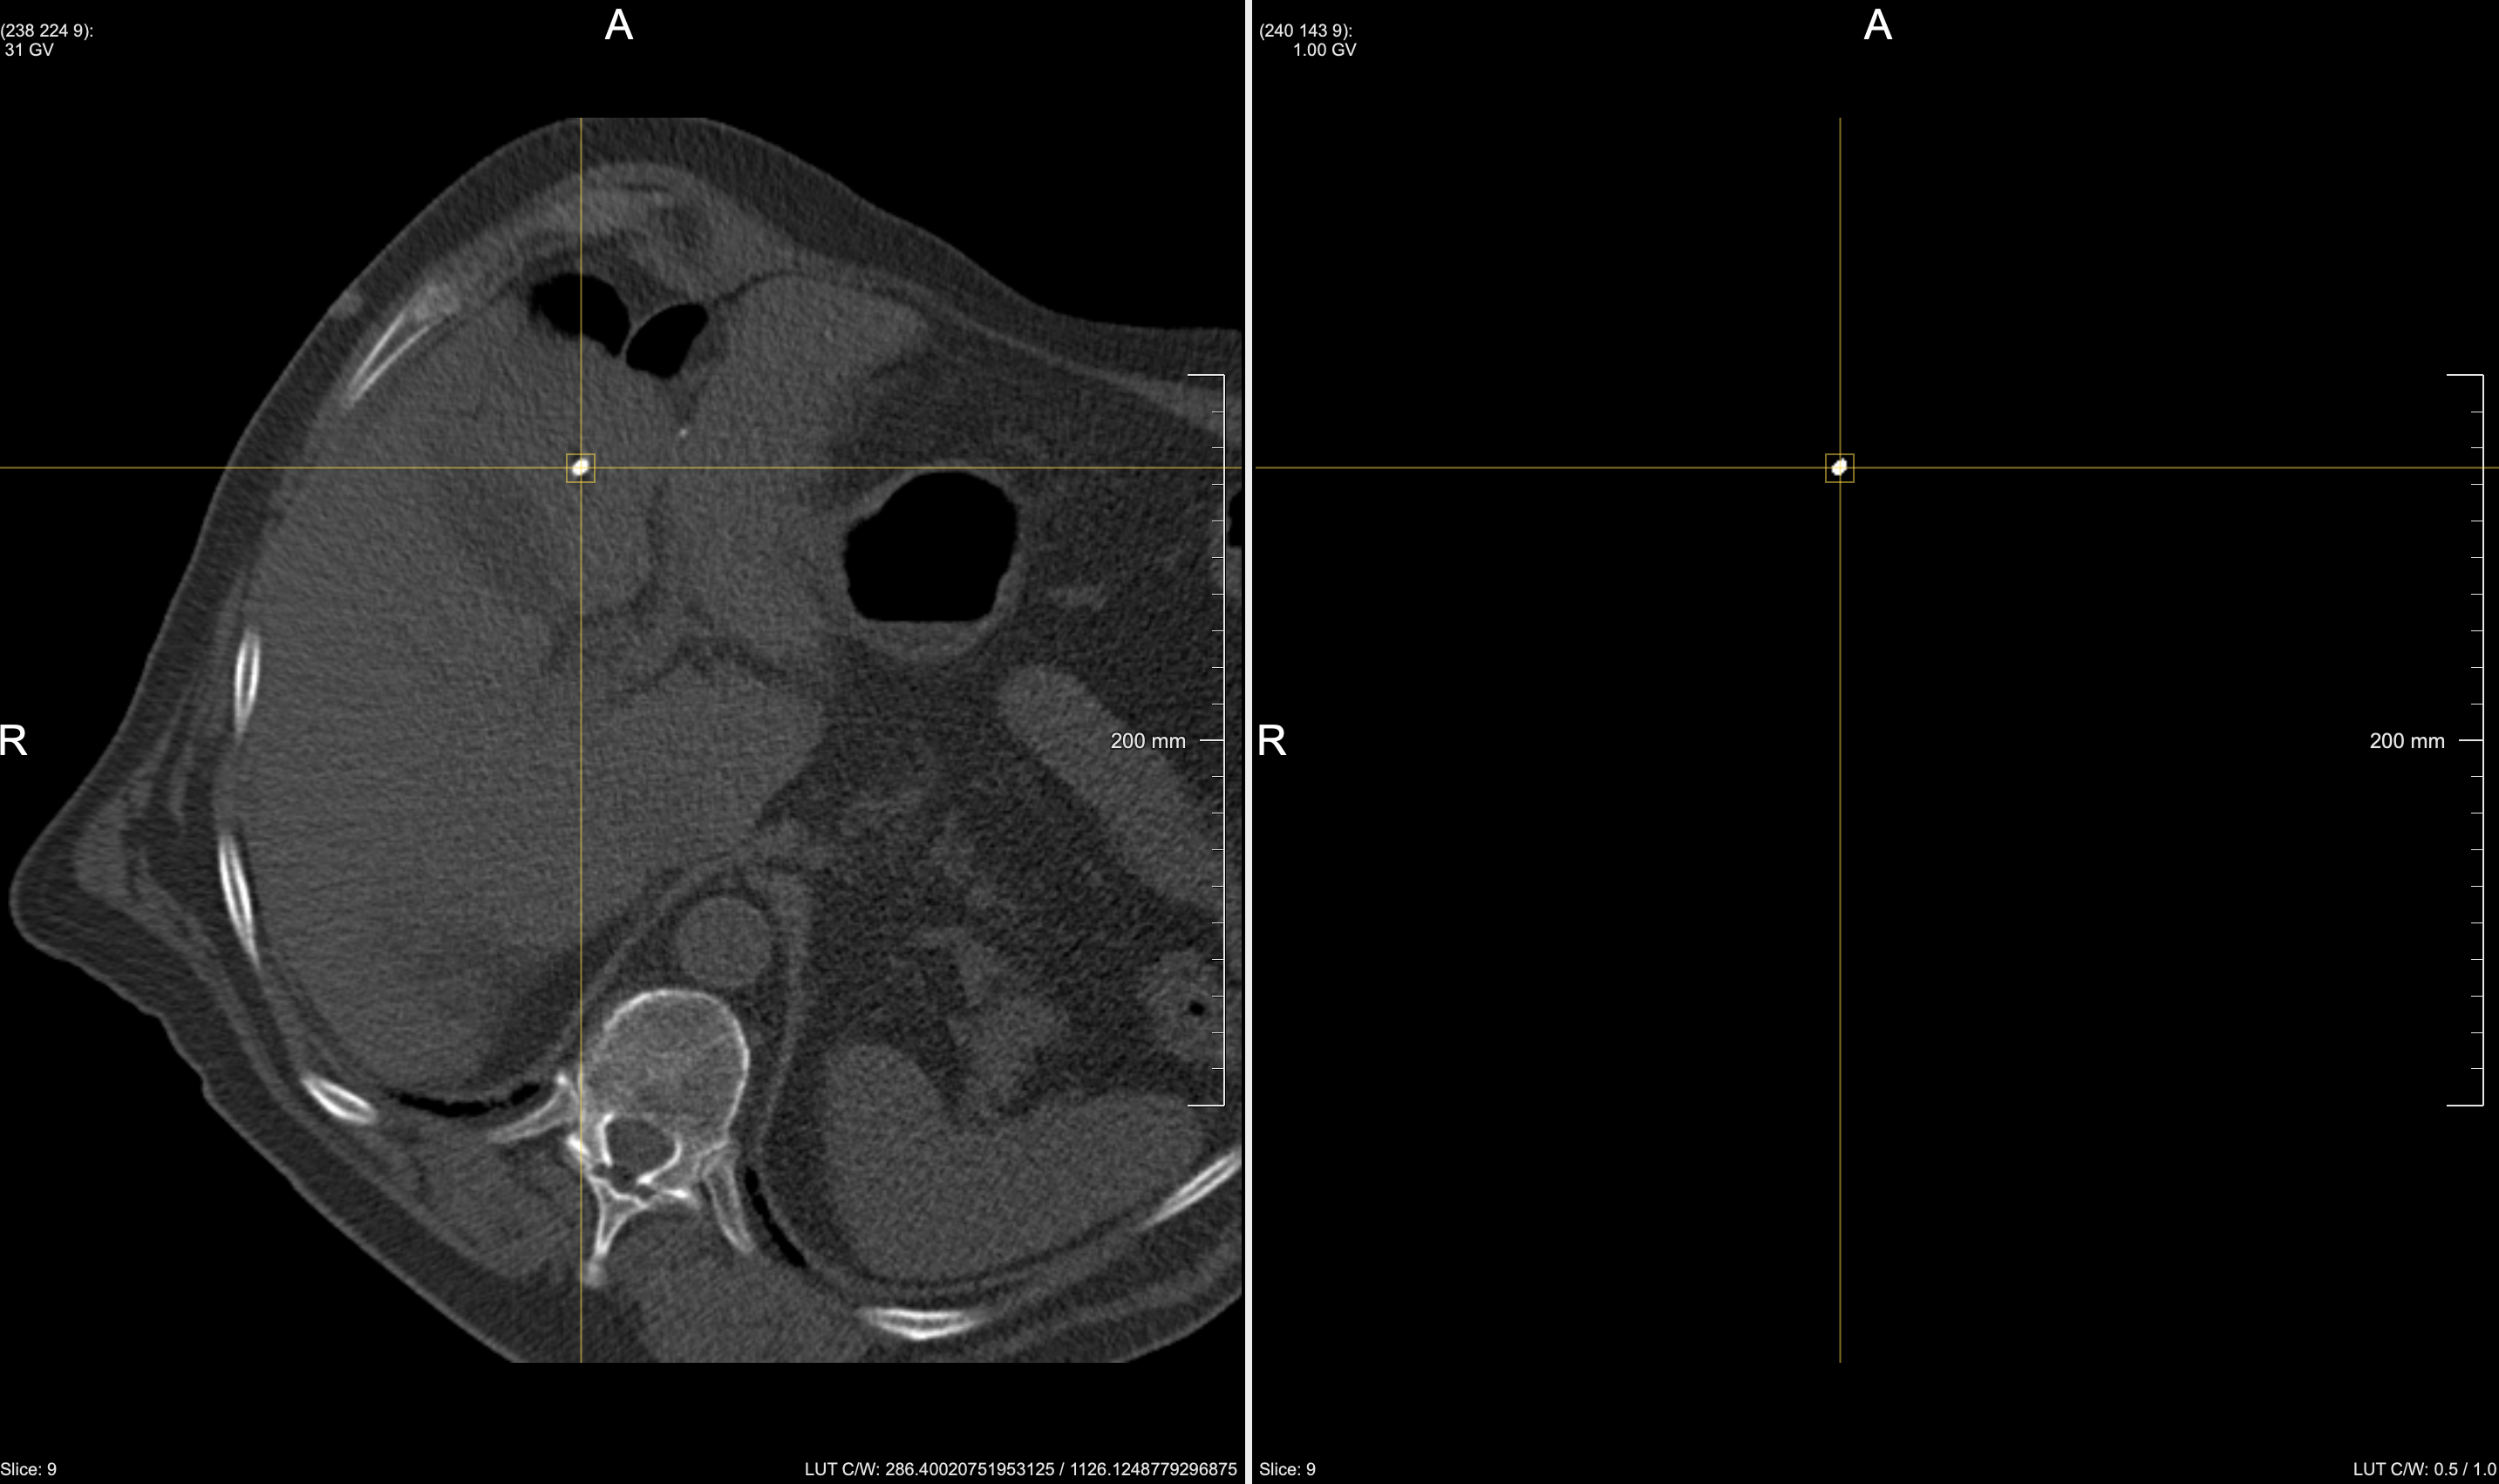 A
(238 224 9):
31 GV
R
200 mm
Slice: 9
LUT C/W: 286.40020751953125 / 1126.1248779296875
A
(240 143 9):
1.00 GV
R
200 mm
Slice: 9
LUT C/W: 0.5 / 1.0